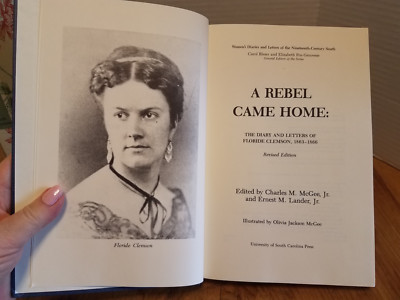 Floride Clemson
Women's Diaries and Letters of the Nineteenth-Century South
Carol Bleser and Elizabeth Fox-Genovese
General Editors of the Series
A REBEL
CAME HOME:
THE DIARY AND LETTERS OF
FLORIDE CLEMSON, 1863–1866
Revised Edition
Edited by Charles M. McGee, Jr.
and Ernest M. Lander, Jr.
Illustrated by Olivia Jackson McGee
University of South Carolina Press